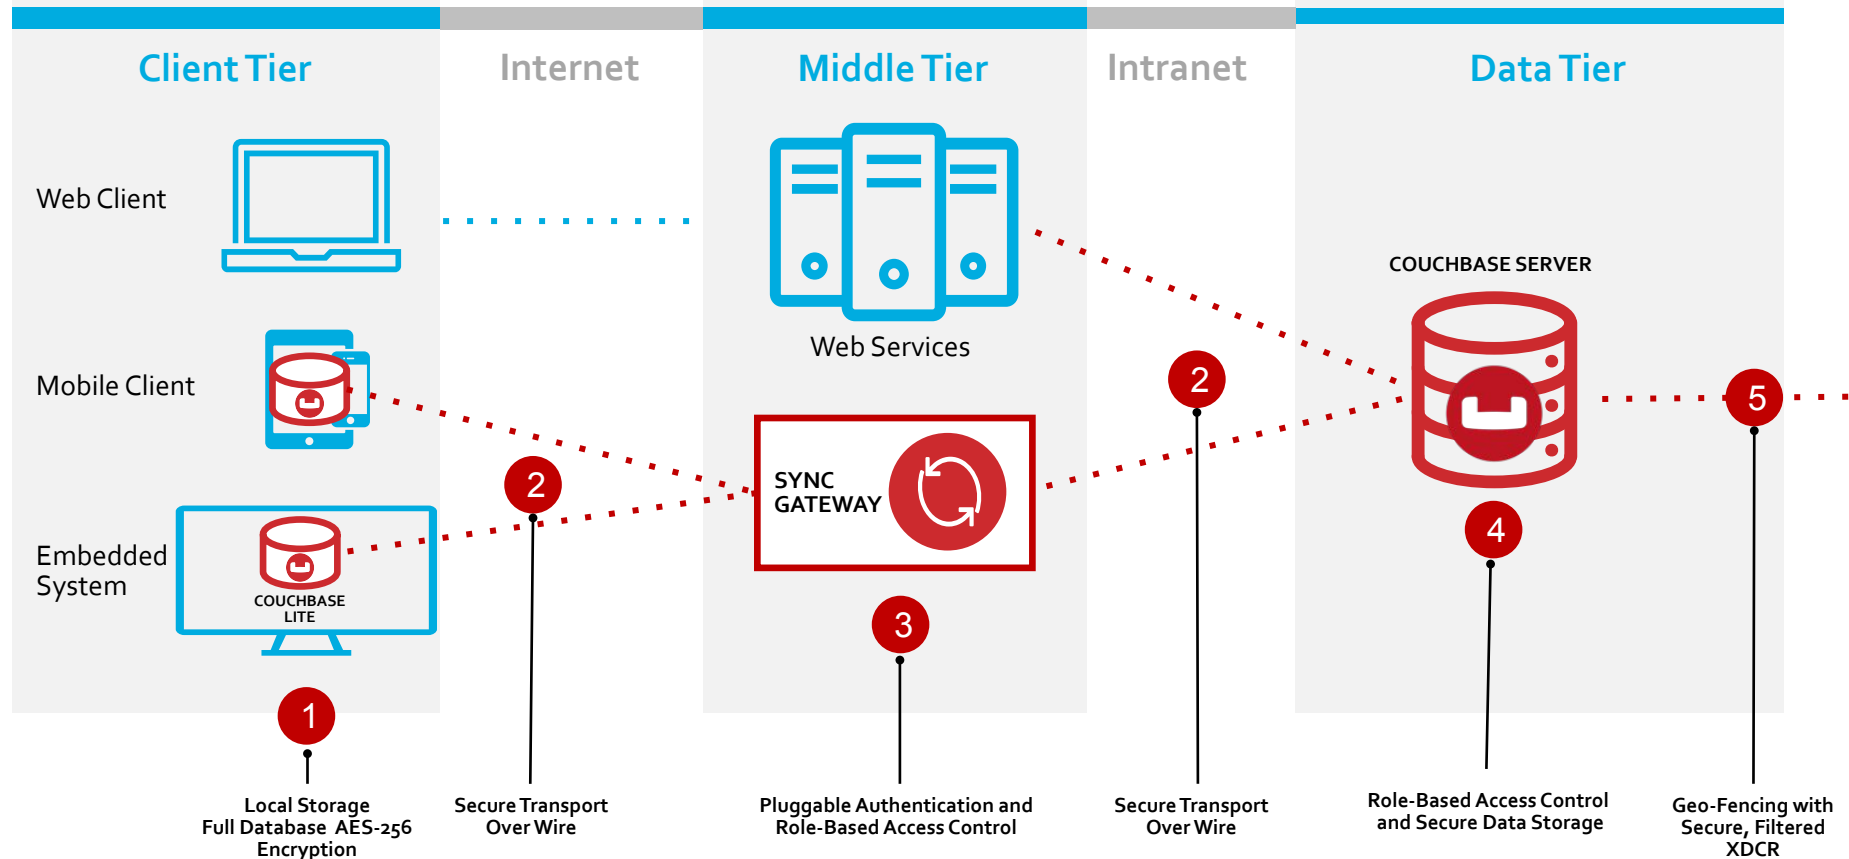 Client Tier
Internet
Middle Tier
Intranet
Data Tier
Web Client
COUCHBASE SERVER
Web Services
Mobile Client
2
5
SYNC
GATEWAY
2
4
Embedded
System
COUCHBASE
LITE
3
1
Local Storage
Full Database AES-256
Encryption
Secure Transport
Over Wire
Pluggable Authentication and
Role-Based Access Control
Secure Transport
Over Wire
Role-Based Access Control
and Secure Data Storage
Geo-Fencing with
Secure, Filtered
XDCR